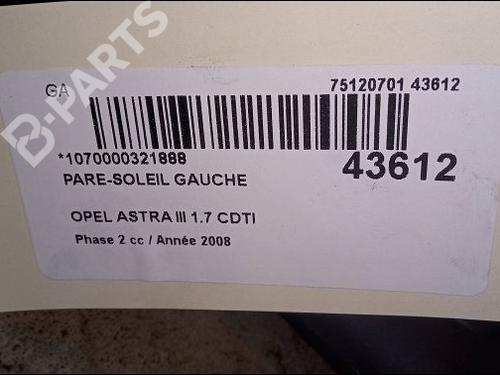 GA
75120701 43612
*1070000321888
43612
PARE-SOLEIL GAUCHE
OPEL ASTRA III 1.7 CDTI
Phase 2 cc / Année 2008
B-PARTS